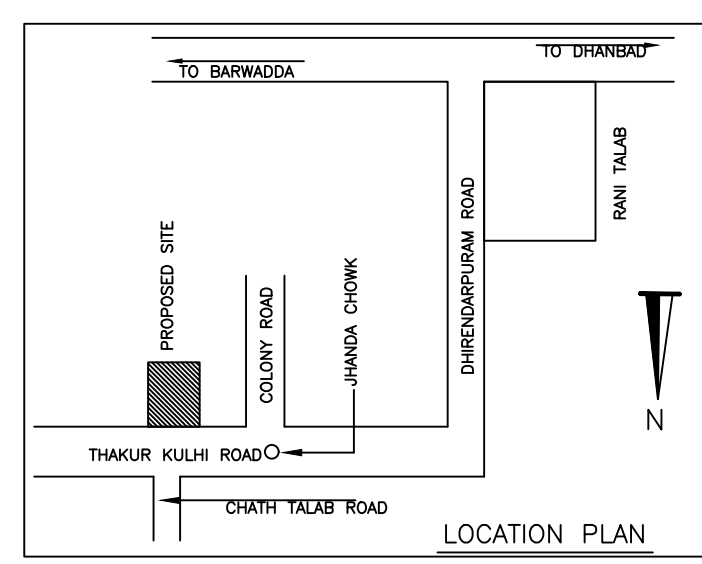 TO DHANBAD
TO BARWADDA
RANI TALAB
DHIRENDARPURAM ROAD
PROPOSED SITE
COLONY ROAD
JHANDA CHOWK
N
THAKUR KULHI ROAD
CHATH TALAB ROAD
LOCATION PLAN